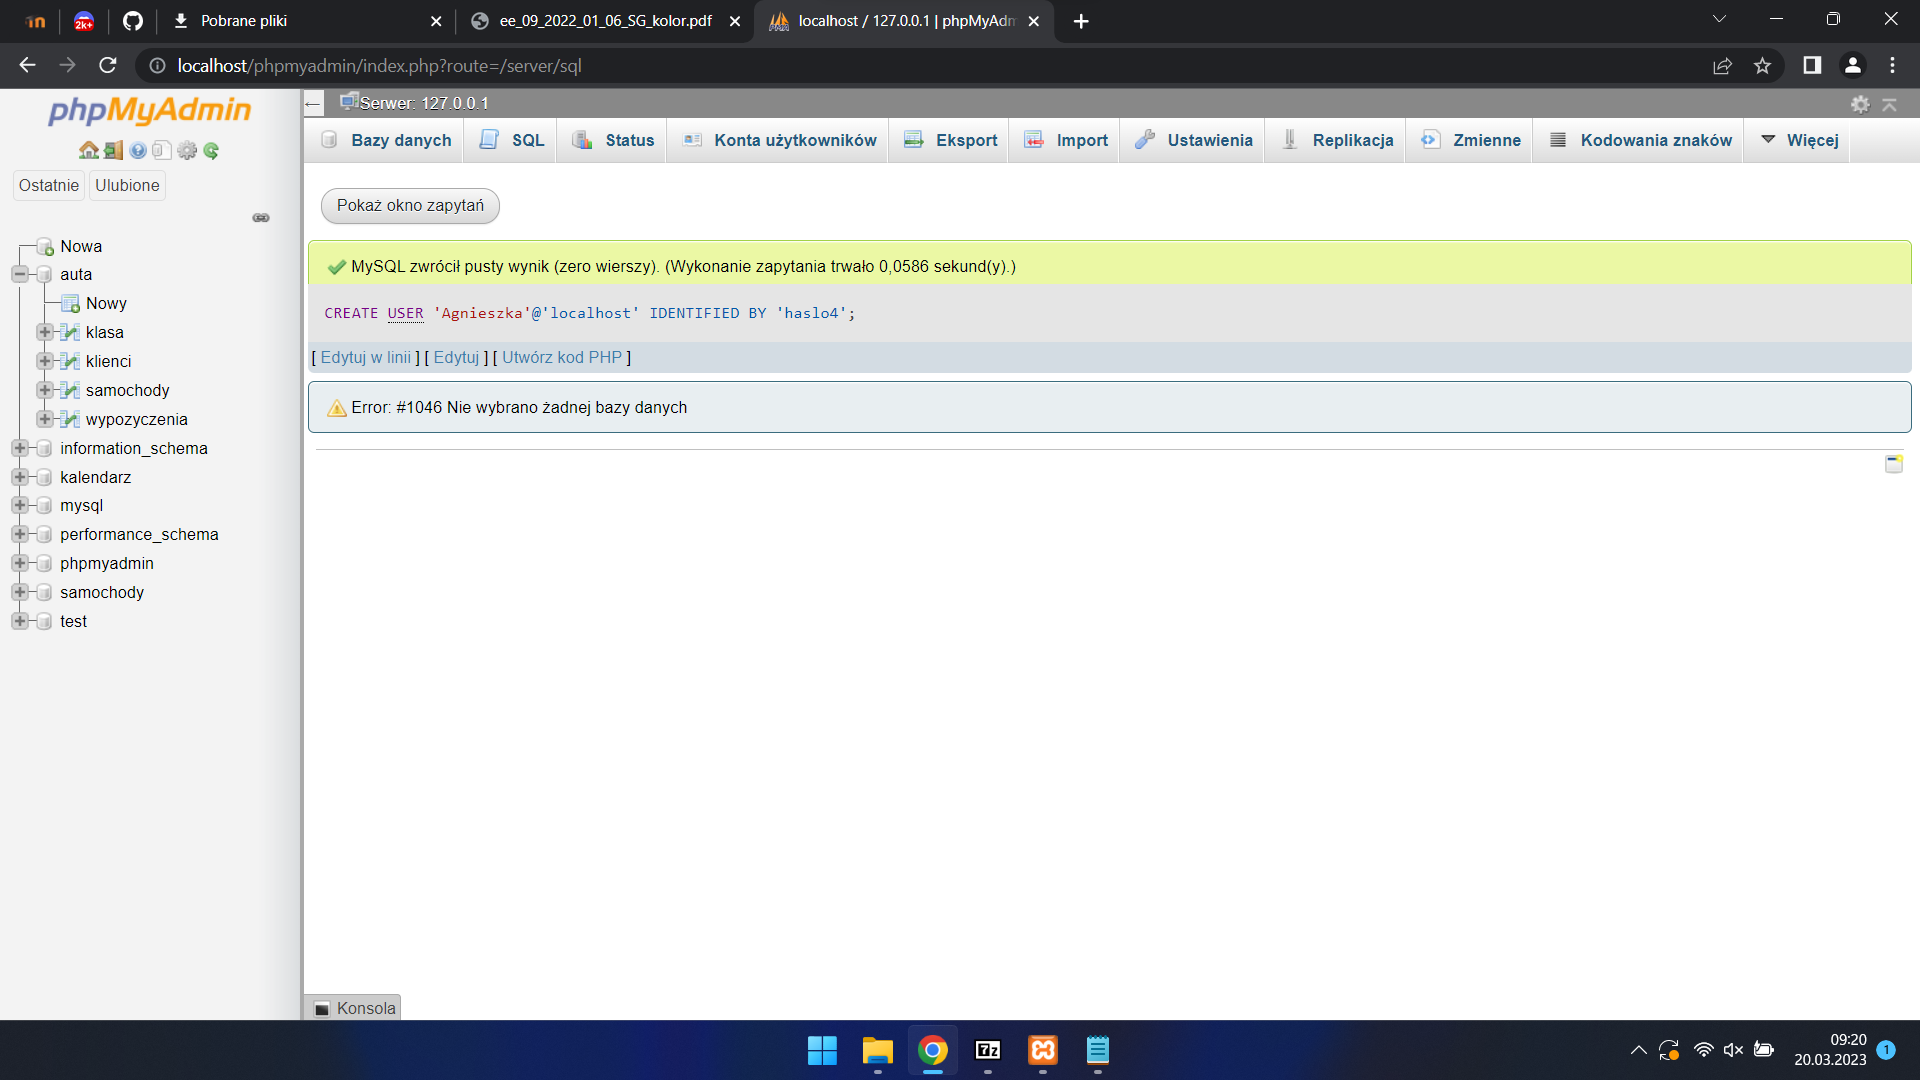 2k+
Pobrane pliki
ee_09_2022_01_06_SG_kolor.pdf
localhost / 127.0.0.1 | phpMyAdm
localhost/phpmyadmin/index.php?route=/server/sql
phpMyAdmin
Ostatnie
Ulubione
Nowa
auta
Nowy
klasa
klienci
samochody
wypozyczenia
information_schema
kalendarz
mysql
performance_schema
phpmyadmin
samochody
test
Serwer: 127.0.0.1
Bazy danych
SQL
Status
Konta użytkowników
Eksport
Import
Ustawienia
Replikacja
Zmienne
Kodowania znaków
Więcej
Pokaż okno zapytań
MySQL zwrócił pusty wynik (zero wierszy). (Wykonanie zapytania trwało 0,0586 sekund(y).)
CREATE USER 'Agnieszka'@'localhost' IDENTIFIED BY 'haslo4';
[ Edytuj w linii ] [ Edytuj ] [ Utwórz kod PHP ]
Error: #1046 Nie wybrano żadnej bazy danych
Konsola
7z
09:20
20.03.2023
1